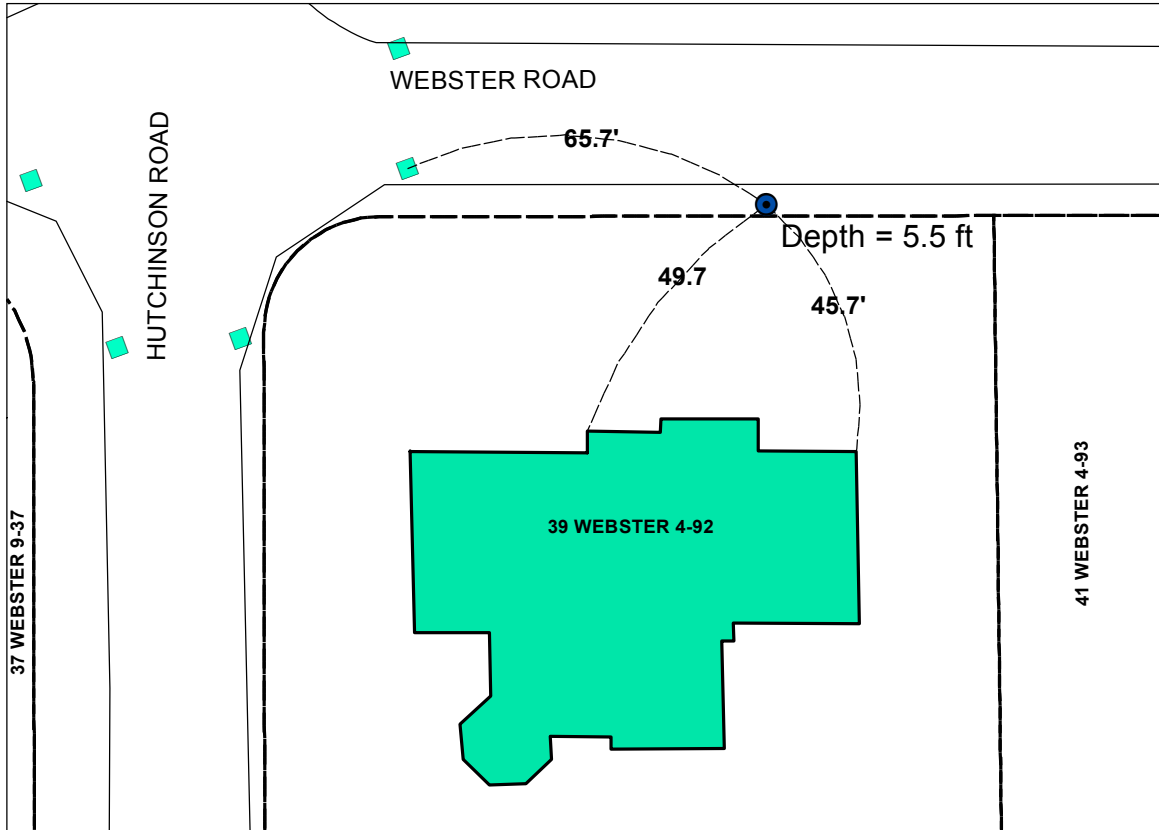 WEBSTER ROAD
65.7'
HUTCHINSON ROAD
Depth = 5.5 ft
49.7
45.7'
39 WEBSTER 4-92
37 WEBSTER 9-37
41 WEBSTER 4-93